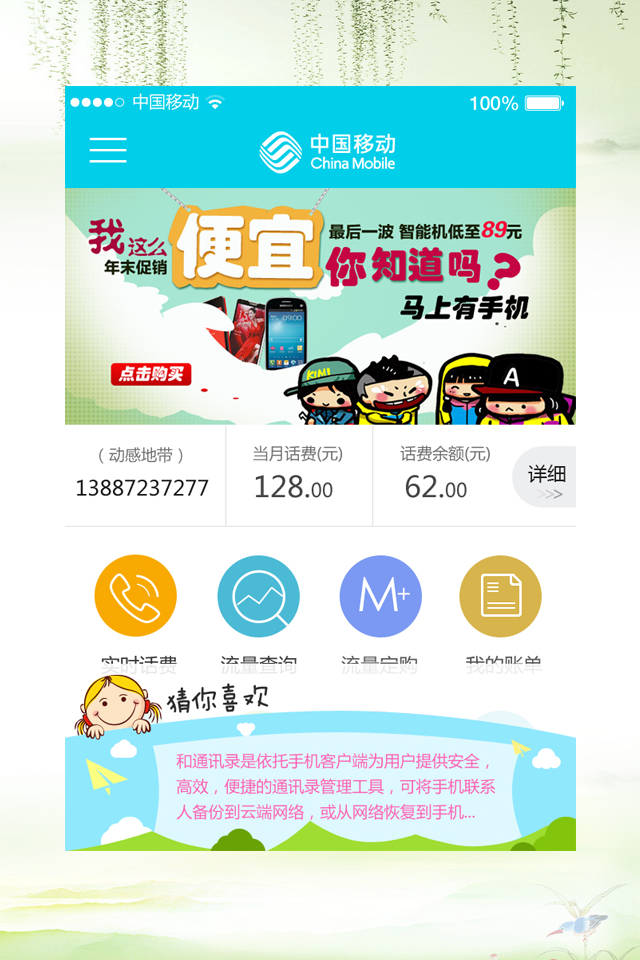 中国移动
100%
中国移动
China Mobile
我这么便宜你知道吗?
年末促销
最后一波 智能机低至89元
马上有手机
09:00
点击购买
KIMI
A
(动感地带) 当月话费(元) 话费余额(元)
13887237277 128.00 62.00
详细
>>>
M+
实时话费 流量查询 流量定购 我的账单
猜你喜欢
和通讯录是依托手机客户端为用户提供安全，
高效，便捷的通讯录管理工具，可将手机联系
人备份到云端网络，或从网络恢复到手机...